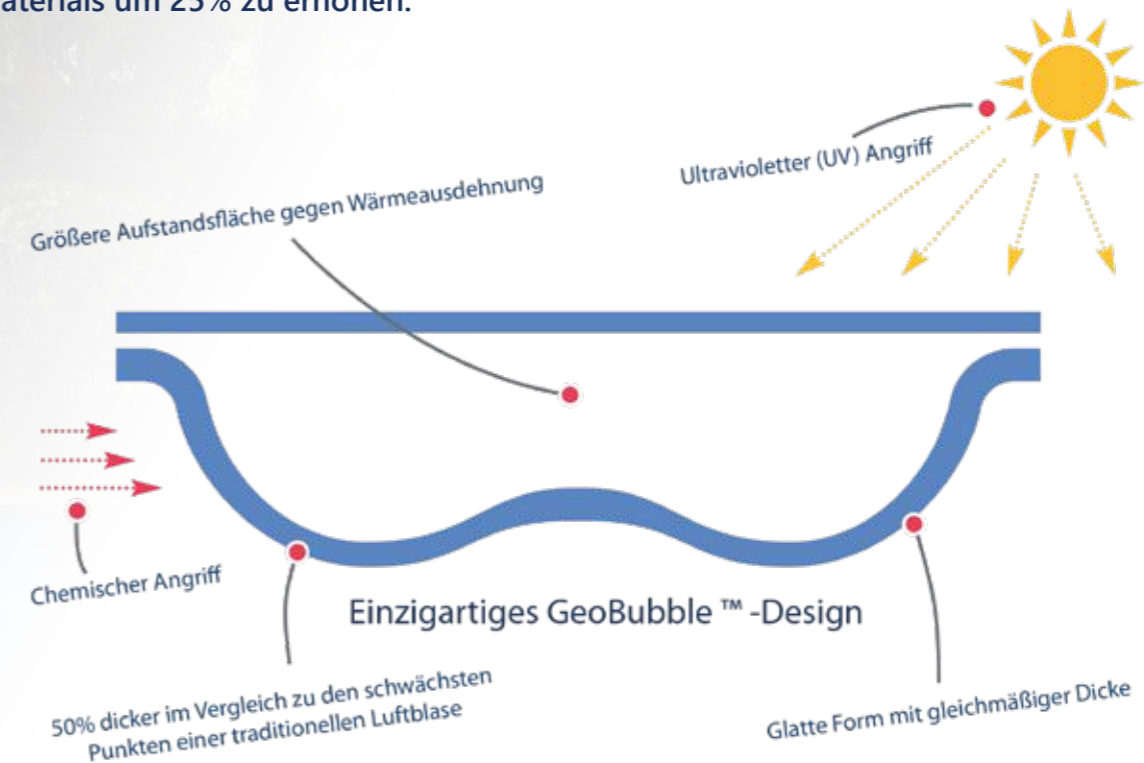 um 25% zu erhöhen.
Ultravioletter (UV) Angriff
Größere Aufstandsfläche gegen Wärmeausdehnung
Chemischer Angriff
Einzigartiges GeoBubble ™ -Design
50% dicker im Vergleich zu den schwächsten
Punkten einer traditionellen Luftblase
Glatte Form mit gleichmäßiger Dicke